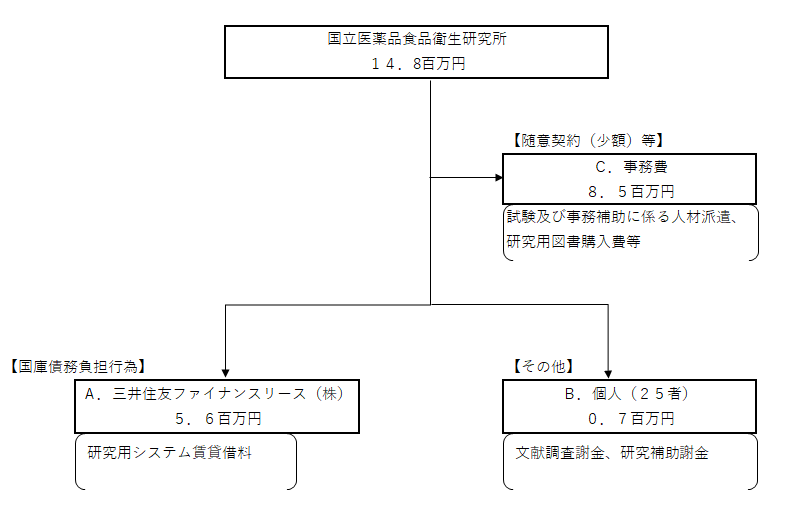 国立医薬品食品衛生研究所
１４．8百万円
【随意契約（少額）等】
C．事務費
８．５百万円
試験及び事務補助に係る人材派遣、
研究用図書購入費等
【国庫債務負担行為】
A．三井住友ファイナンスリース（株）
５．６百万円
研究用システム賃貸借料
【その他】
B．個人（２５者）
０．７百万円
文献調査謝金、研究補助謝金